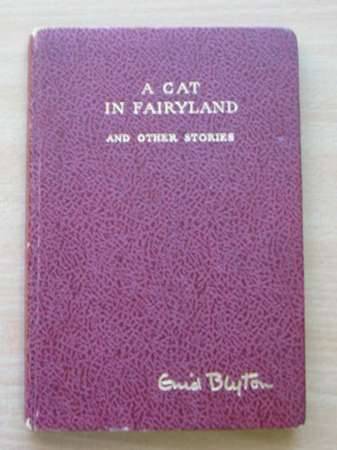 A CAT
IN FAIRYLAND
AND OTHER STORIES
Enid Blyton